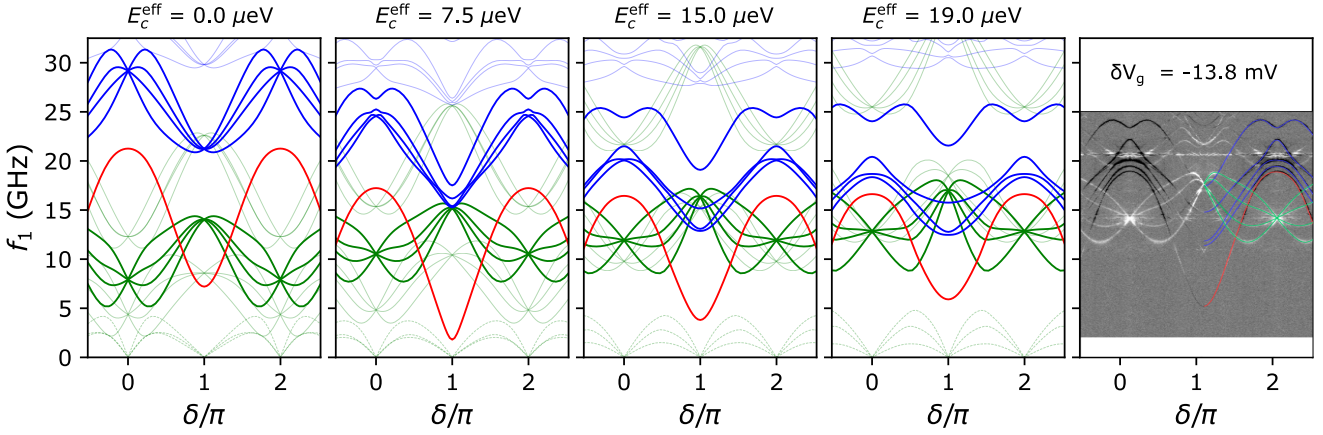 E_c^eff = 0.0 μeV
E_c^eff = 7.5 μeV
E_c^eff = 15.0 μeV
E_c^eff = 19.0 μeV
f₁ (GHz)
30
25
20
15
10
5
0
δV_g = -13.8 mV
0 1 2
0 1 2
0 1 2
0 1 2
0 1 2
δ/π
δ/π
δ/π
δ/π
δ/π